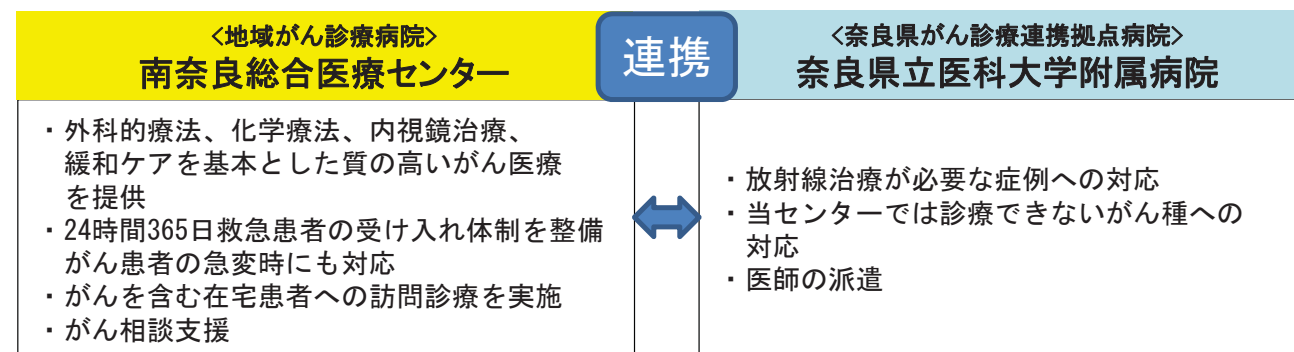 <地域がん診療病院>
南奈良総合医療センター
連携
<奈良県がん診療連携拠点病院>
奈良県立医科大学附属病院
・外科的療法、化学療法、内視鏡治療、
緩和ケアを基本とした質の高いがん医療
を提供
・24時間365日救急患者の受け入れ体制を整備
がん患者の急変時にも対応
・がんを含む在宅患者への訪問診療を実施
・がん相談支援
・放射線治療が必要な症例への対応
・当センターでは診療できないがん種への
対応
・医師の派遣